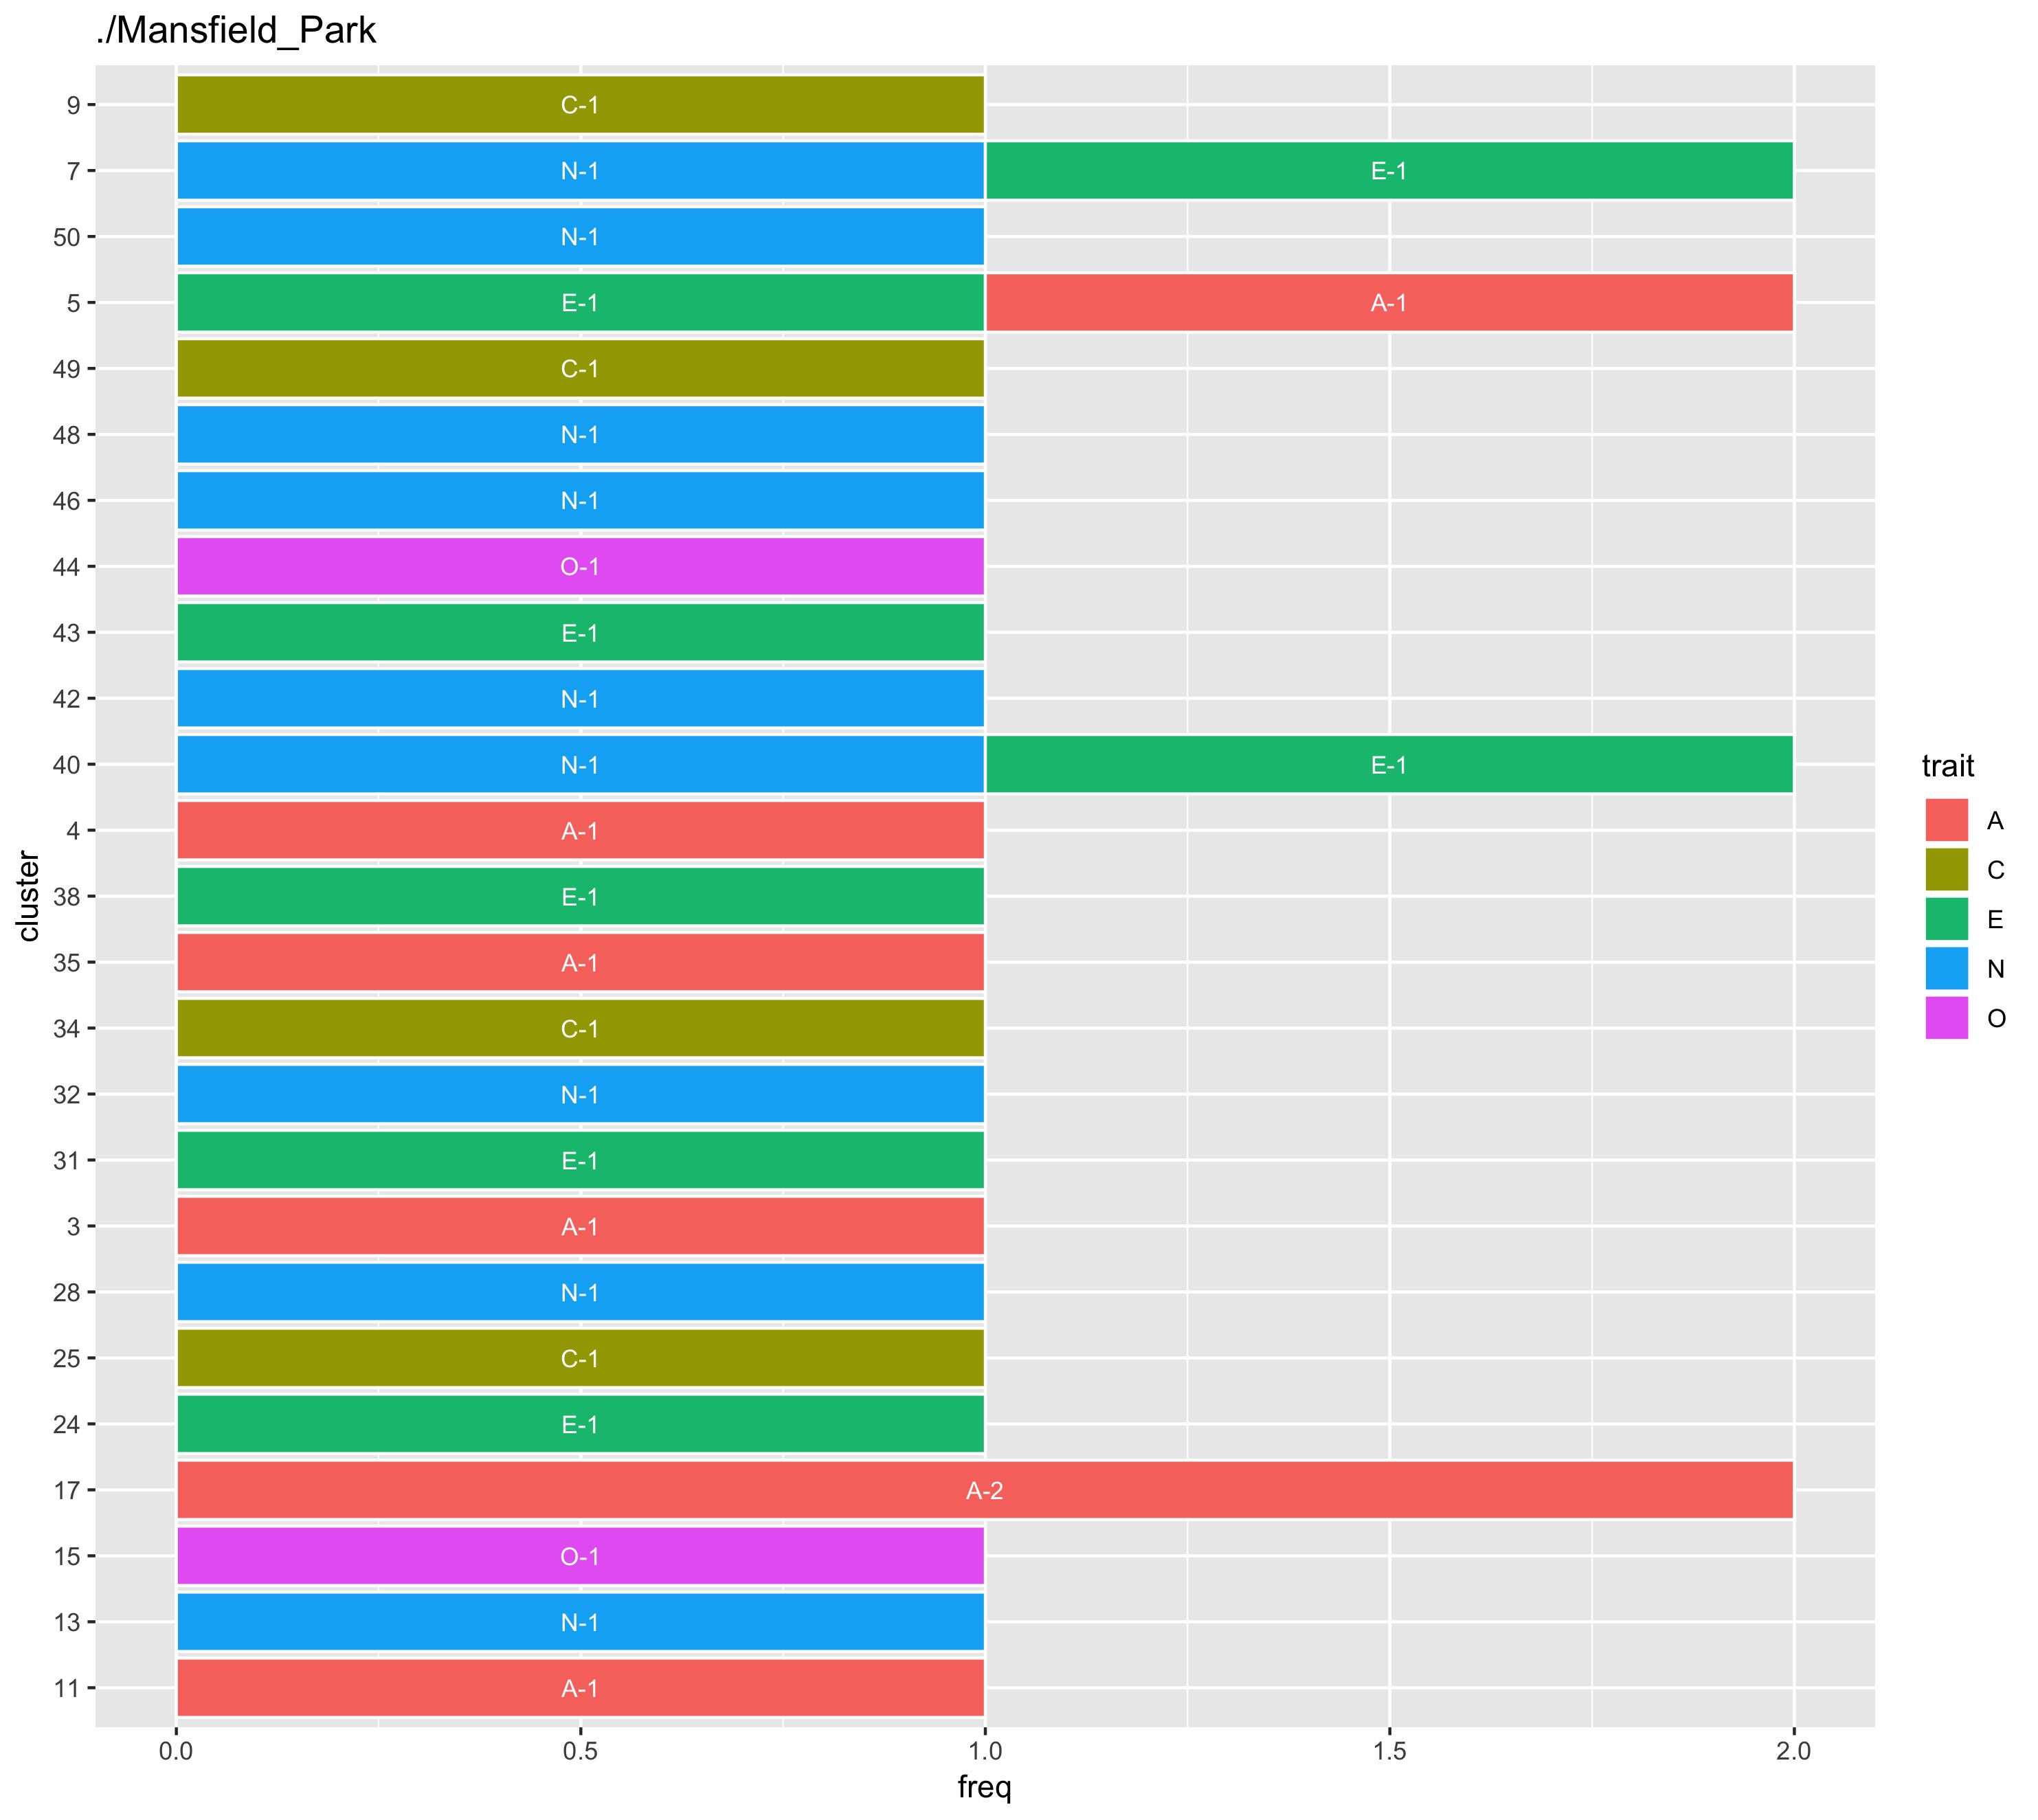 ./Mansfield_Park
cluster
9 C-1
7 N-1 E-1
50 N-1
5 E-1 A-1
49 C-1
48 N-1
46 N-1
44 O-1
43 E-1
42 N-1
40 N-1 E-1
4 A-1
38 E-1
35 A-1
34 C-1
32 N-1
31 E-1
3 A-1
28 N-1
25 C-1
24 E-1
17 A-2
15 O-1
13 N-1
11 A-1
0.0 0.5 1.0 1.5 2.0
freq
trait
A
C
E
N
O